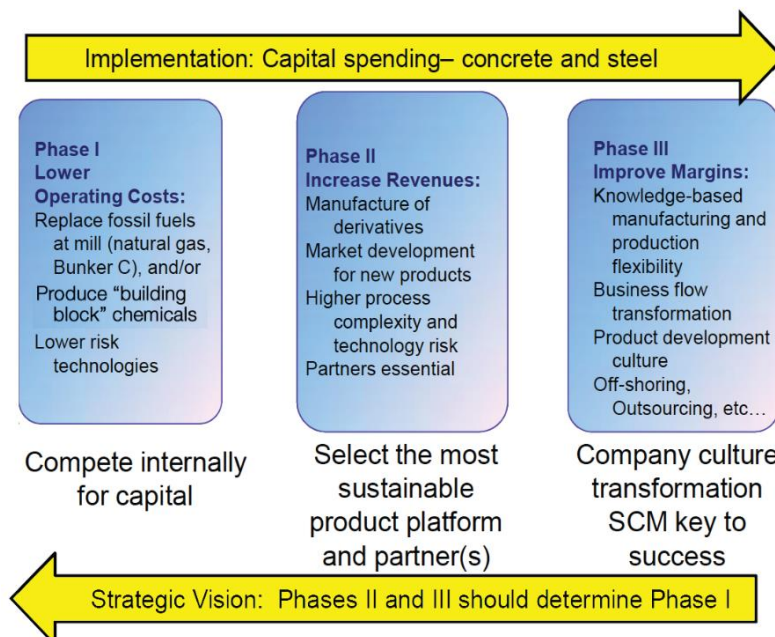 Implementation: Capital spending– concrete and steel
Phase I
Lower
Operating Costs:
Replace fossil fuels
at mill (natural gas,
Bunker C), and/or
Produce “building
block” chemicals
Lower risk
technologies
Phase II
Increase Revenues:
Manufacture of
derivatives
Market development
for new products
Higher process
complexity and
technology risk
Partners essential
Phase III
Improve Margins:
Knowledge-based
manufacturing and
production
flexibility
Business flow
transformation
Product development
culture
Off-shoring,
Outsourcing, etc…
Compete internally
for capital
Select the most
sustainable
product platform
and partner(s)
Company culture
transformation
SCM key to
success
Strategic Vision: Phases II and III should determine Phase I